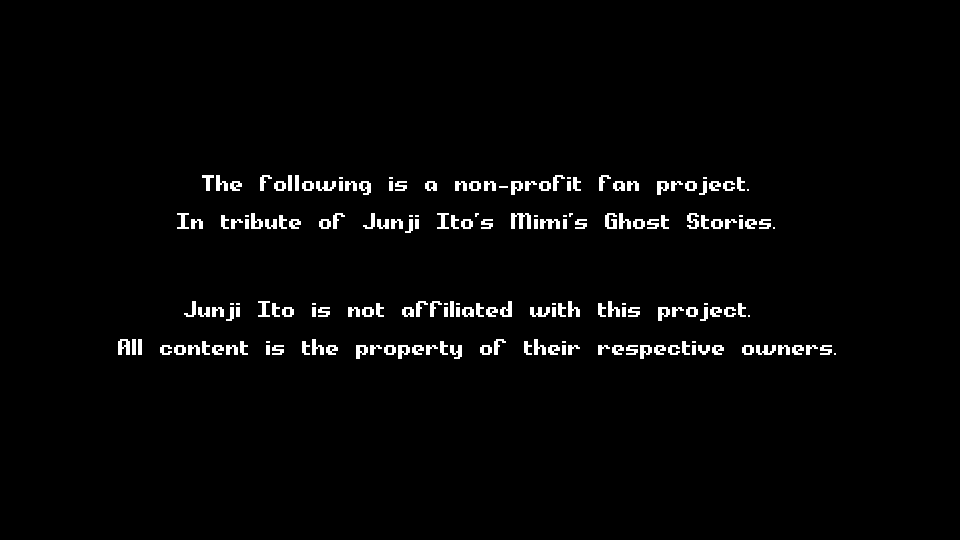 The following is a non-profit fan project.
In tribute of Junji Ito's Mimi's Ghost Stories.
Junji Ito is not affiliated with this project.
All content is the property of their respective owners.